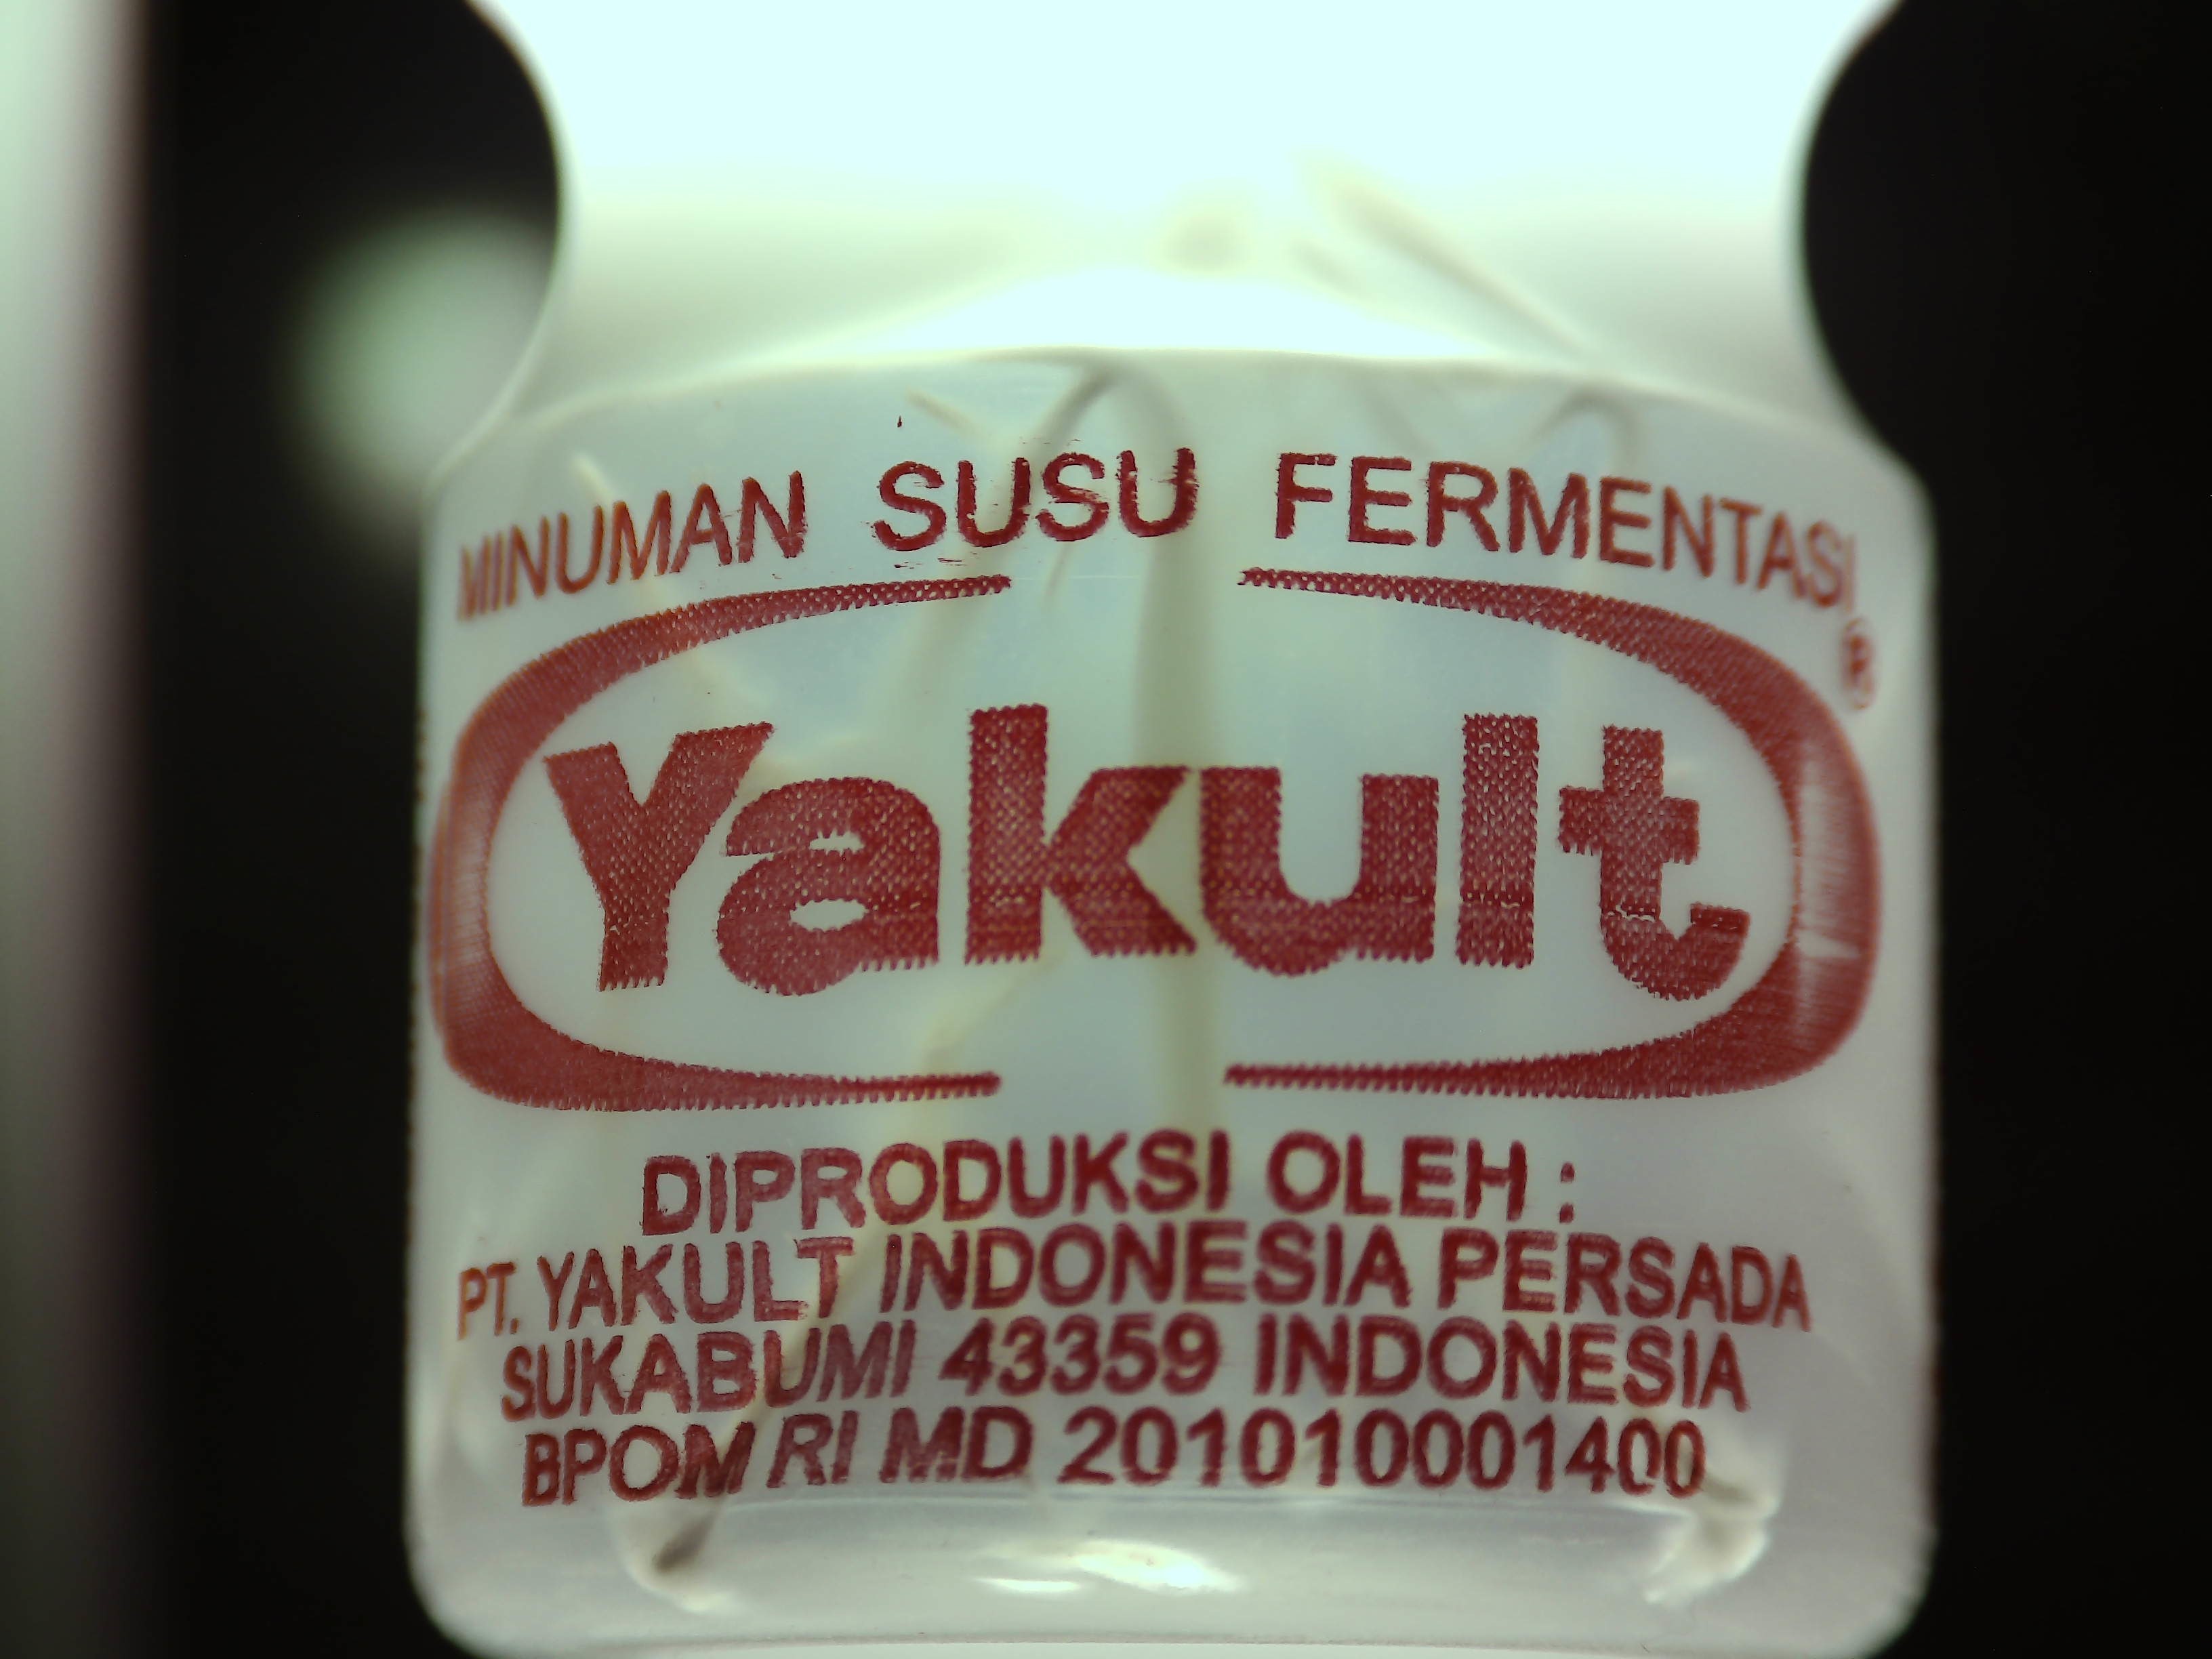 MINUMAN SUSU FERMENTASI
Yakult®
DIPRODUKSI OLEH :
PT. YAKULT INDONESIA PERSADA
SUKABUMI 43359 INDONESIA
BPOM RI MD 201010001400